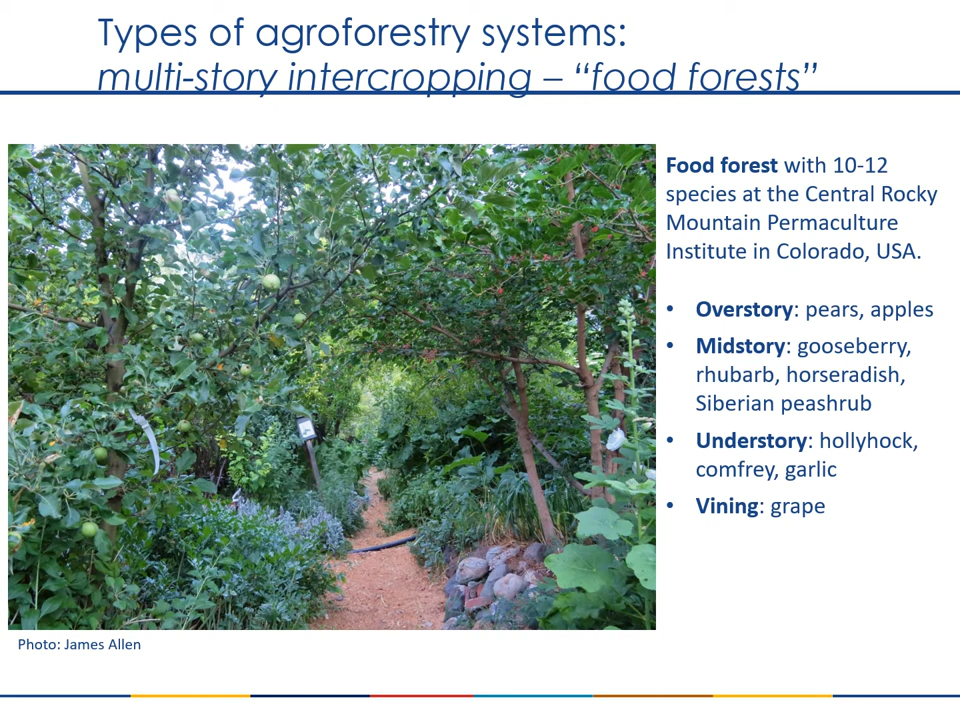 Types of agroforestry systems:
multi-story intercropping – “food forests”
Food forest with 10-12
species at the Central Rocky
Mountain Permaculture
Institute in Colorado, USA.
• Overstory: pears, apples
• Midstory: gooseberry,
rhubarb, horseradish,
Siberian peashrub
• Understory: hollyhock,
comfrey, garlic
• Vining: grape
Photo: James Allen